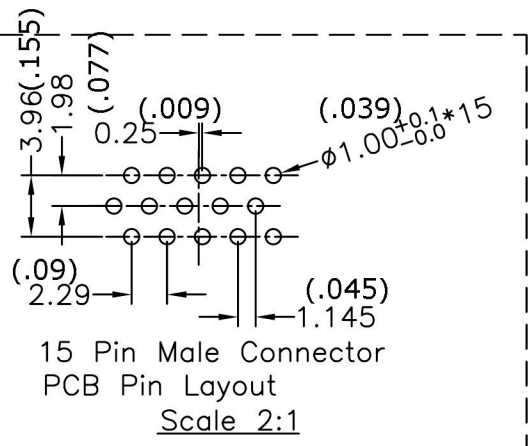 3.96(.155)
1.98
(.077)
(.009)
0.25
(.039)
ø1.00+0.1-0.0*15
(.09)
2.29
(.045)
1.145
15 Pin Male Connector
PCB Pin Layout
Scale 2:1